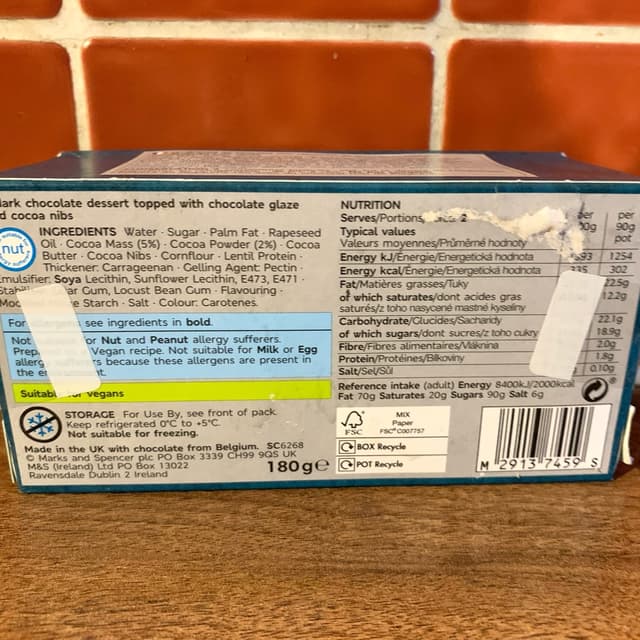 dark chocolate dessert topped with chocolate glaze
d cocoa nibs
nut
INGREDIENTS Water · Sugar · Palm Fat · Rapeseed
Oil · Cocoa Mass (5%) · Cocoa Powder (2%) · Cocoa
Butter · Cocoa Nibs · Cornflour · Lentil Protein ·
Thickener: Carrageenan · Gelling Agent: Pectin ·
Emulsifier: Soya Lecithin, Sunflower Lecithin, E473, E471 ·
Gum, Locust Bean Gum · Flavouring ·
Starch · Salt · Colour: Carotenes.
For see ingredients in bold.
Not for Nut and Peanut allergy sufferers.
Vegan recipe. Not suitable for Milk or Egg
because these allergens are present in
the
Suitable for vegans
STORAGE For Use By, see front of pack.
Keep refrigerated 0°C to +5°C.
Not suitable for freezing.
Made in the UK with chocolate from Belgium. SC6268
© Marks and Spencer plc PO Box 3339 CH99 9QS UK
M&S (Ireland) Ltd PO Box 13022
Ravensdale Dublin 2 Ireland
180g e
NUTRITION
Serves/Portions 2 per per
Typical values 90g
Valeurs moyennes/Průměrné hodnoty pot
Energy kJ/Énergie/Energetická hodnota 1254
Energy kcal/Énergie/Energetická hodnota 335 302
Fat/Matières grasses/Tuky 22.5g
of which saturates/dont acides gras 12.2g
saturés/z toho nasycené mastné kyseliny
Carbohydrate/Glucides/Sacharidy 22.1g
of which sugars/dont sucres/z toho cukry 18.9g
Fibre/Fibres alimentaires/Vláknina 2.0g
Protein/Protéines/Bílkoviny 1.8g
Salt/Sel/Sůl 0.10g
Reference intake (adult) Energy 8400kJ/2000kcal
Fat 70g Saturates 20g Sugars 90g Salt 6g
FSC
MIX
Paper
FSC® C007757
BOX Recycle
POT Recycle
M 2913 7459 S